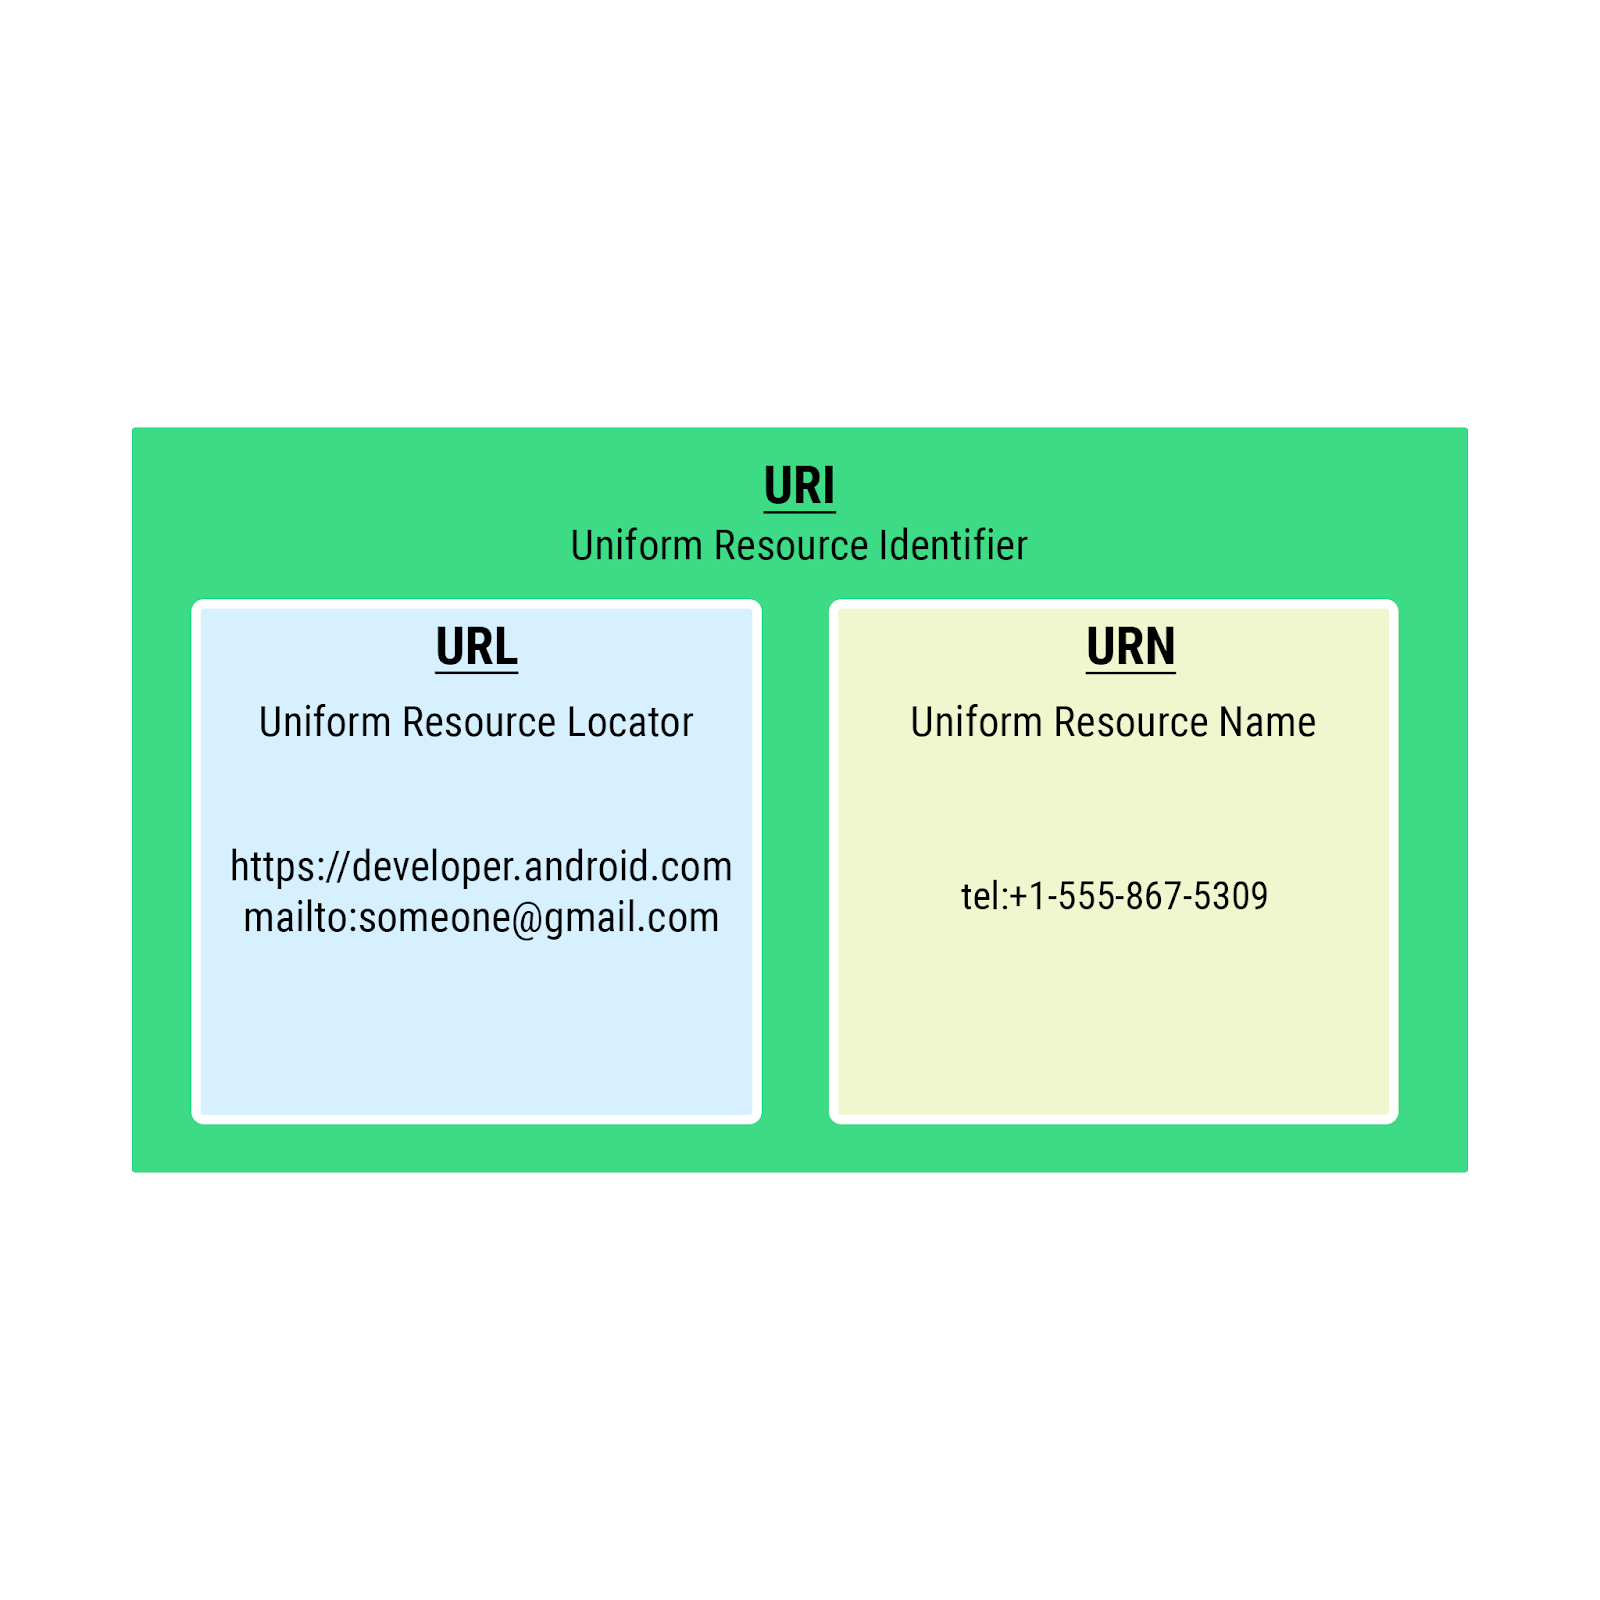 URI
Uniform Resource Identifier
URL
Uniform Resource Locator
https://developer.android.com
mailto:someone@gmail.com
URN
Uniform Resource Name
tel:+1-555-867-5309